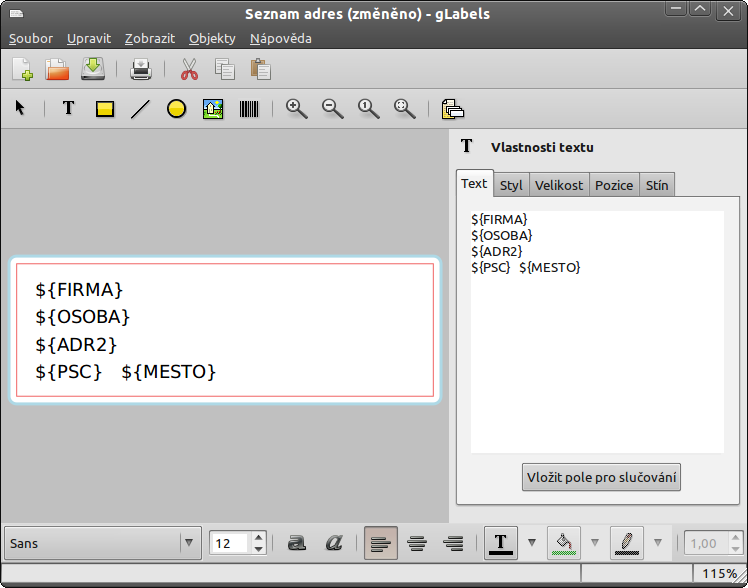 Seznam adres (změněno) - gLabels
Soubor Upravit Zobrazit Objekty Nápověda
T
T Vlastnosti textu
Text Styl Velikost Pozice Stín
${FIRMA}
${OSOBA}
${ADR2}
${PSC} ${MESTO}
${FIRMA}
${OSOBA}
${ADR2}
${PSC} ${MESTO}
Vložit pole pro slučování
Sans 12 a a T 1,00
115%